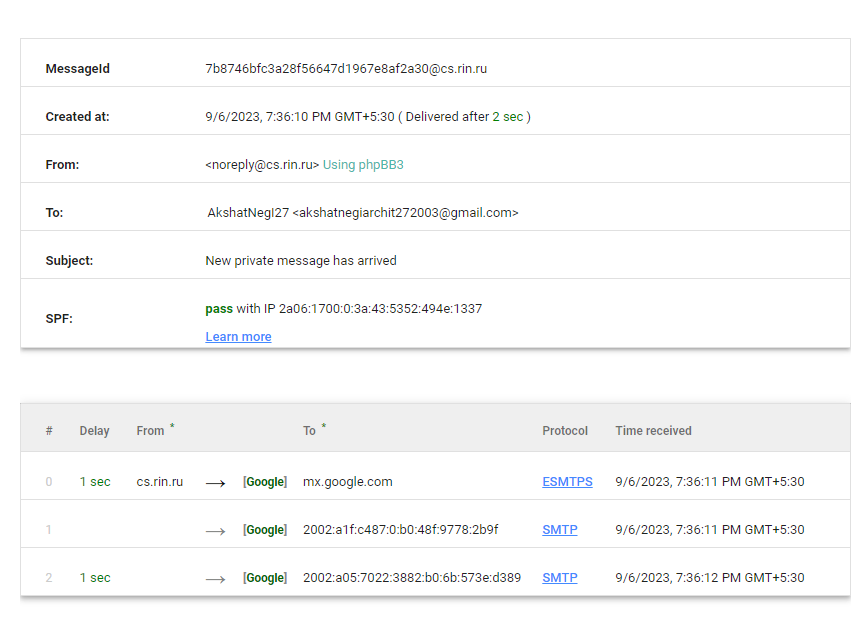 MessageId 7b8746bfc3a28f56647d1967e8af2a30@cs.rin.ru
Created at: 9/6/2023, 7:36:10 PM GMT+5:30 ( Delivered after 2 sec )
From: <noreply@cs.rin.ru> Using phpBB3
To: AkshatNegI27 <akshatnegiarchit272003@gmail.com>
Subject: New private message has arrived
SPF: pass with IP 2a06:1700:0:3a:43:5352:494e:1337
Learn more
# Delay From * To * Protocol Time received
0 1 sec cs.rin.ru → [Google] mx.google.com ESMTPS 9/6/2023, 7:36:11 PM GMT+5:30
1 → [Google] 2002:a1f:c487:0:b0:48f:9778:2b9f SMTP 9/6/2023, 7:36:11 PM GMT+5:30
2 1 sec → [Google] 2002:a05:7022:3882:b0:6b:573e:d389 SMTP 9/6/2023, 7:36:12 PM GMT+5:30